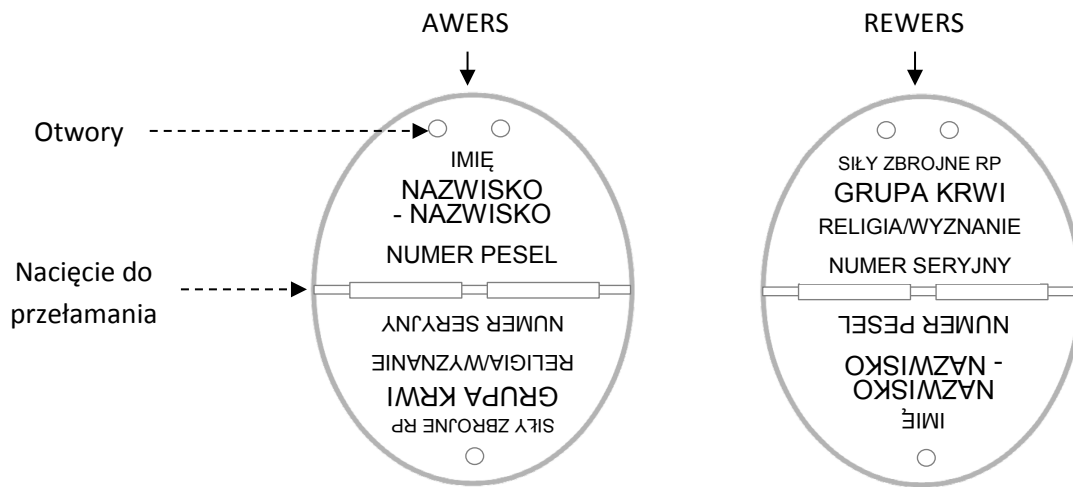 AWERS
REWERS
Otwory
IMIĘ
NAZWISKO
- NAZWISKO
NUMER PESEL
Nacięcie do
przełamania
NUMER SERYJNY
RELIGIA/WYZNANIE
GRUPA KRWI
SIŁY ZBROJNE RP
SIŁY ZBROJNE RP
GRUPA KRWI
RELIGIA/WYZNANIE
NUMER SERYJNY
NUMER PESEL
- NAZWISKO
NAZWISKO
IMIĘ